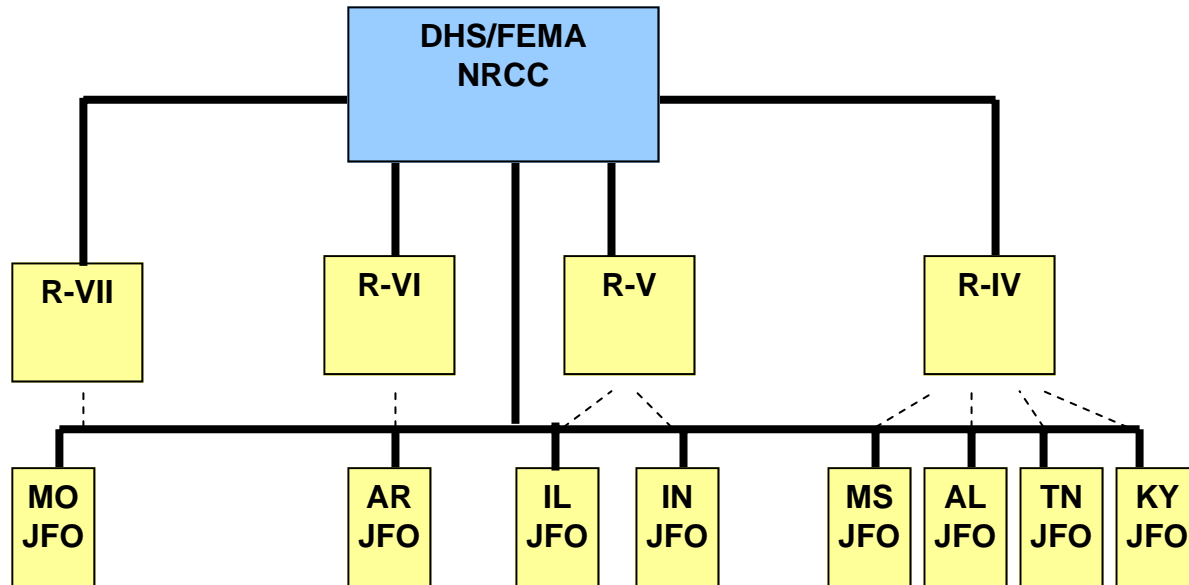 DHS/FEMA
NRCC
R-VII
R-VI
R-V
R-IV
MO
JFO
AR
JFO
IL
JFO
IN
JFO
MS
JFO
AL
JFO
TN
JFO
KY
JFO